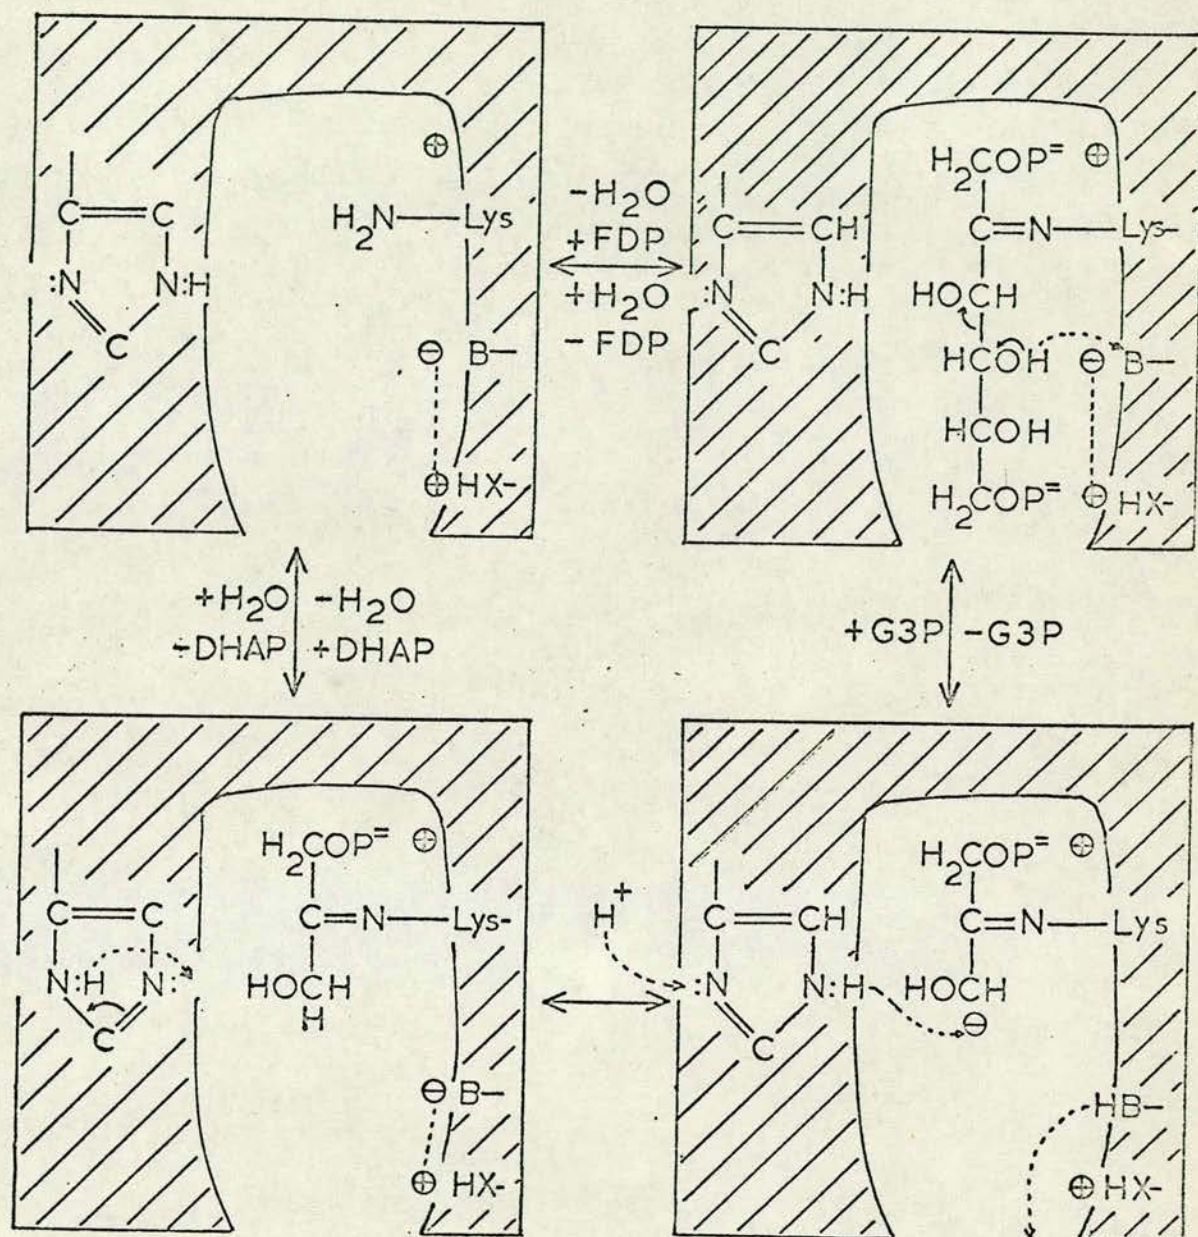 ⊕
C=C
H₂N—Lys
:N N:H
C
⊖ B—
⊕ HX-
-H₂O
+FDP
+H₂O
- FDP
H₂COP⁼ ⊕
C=N—Lys-
C=CH
HOCH
:N N:H
C
HCOH ⊖ B—
HCOH
H₂COP⁼ ⊕ HX-
+H₂O -H₂O
-DHAP +DHAP
+G3P -G3P
H₂COP⁼ ⊕
C=C
C=N—Lys-
N:H N:
HOCH
H
C
⊖ B—
⊕ HX-
H⁺
H₂COP⁼ ⊕
C=CH
C=N—Lys
:N N:H
HOCH
⊖
C
HB—
⊕ HX-